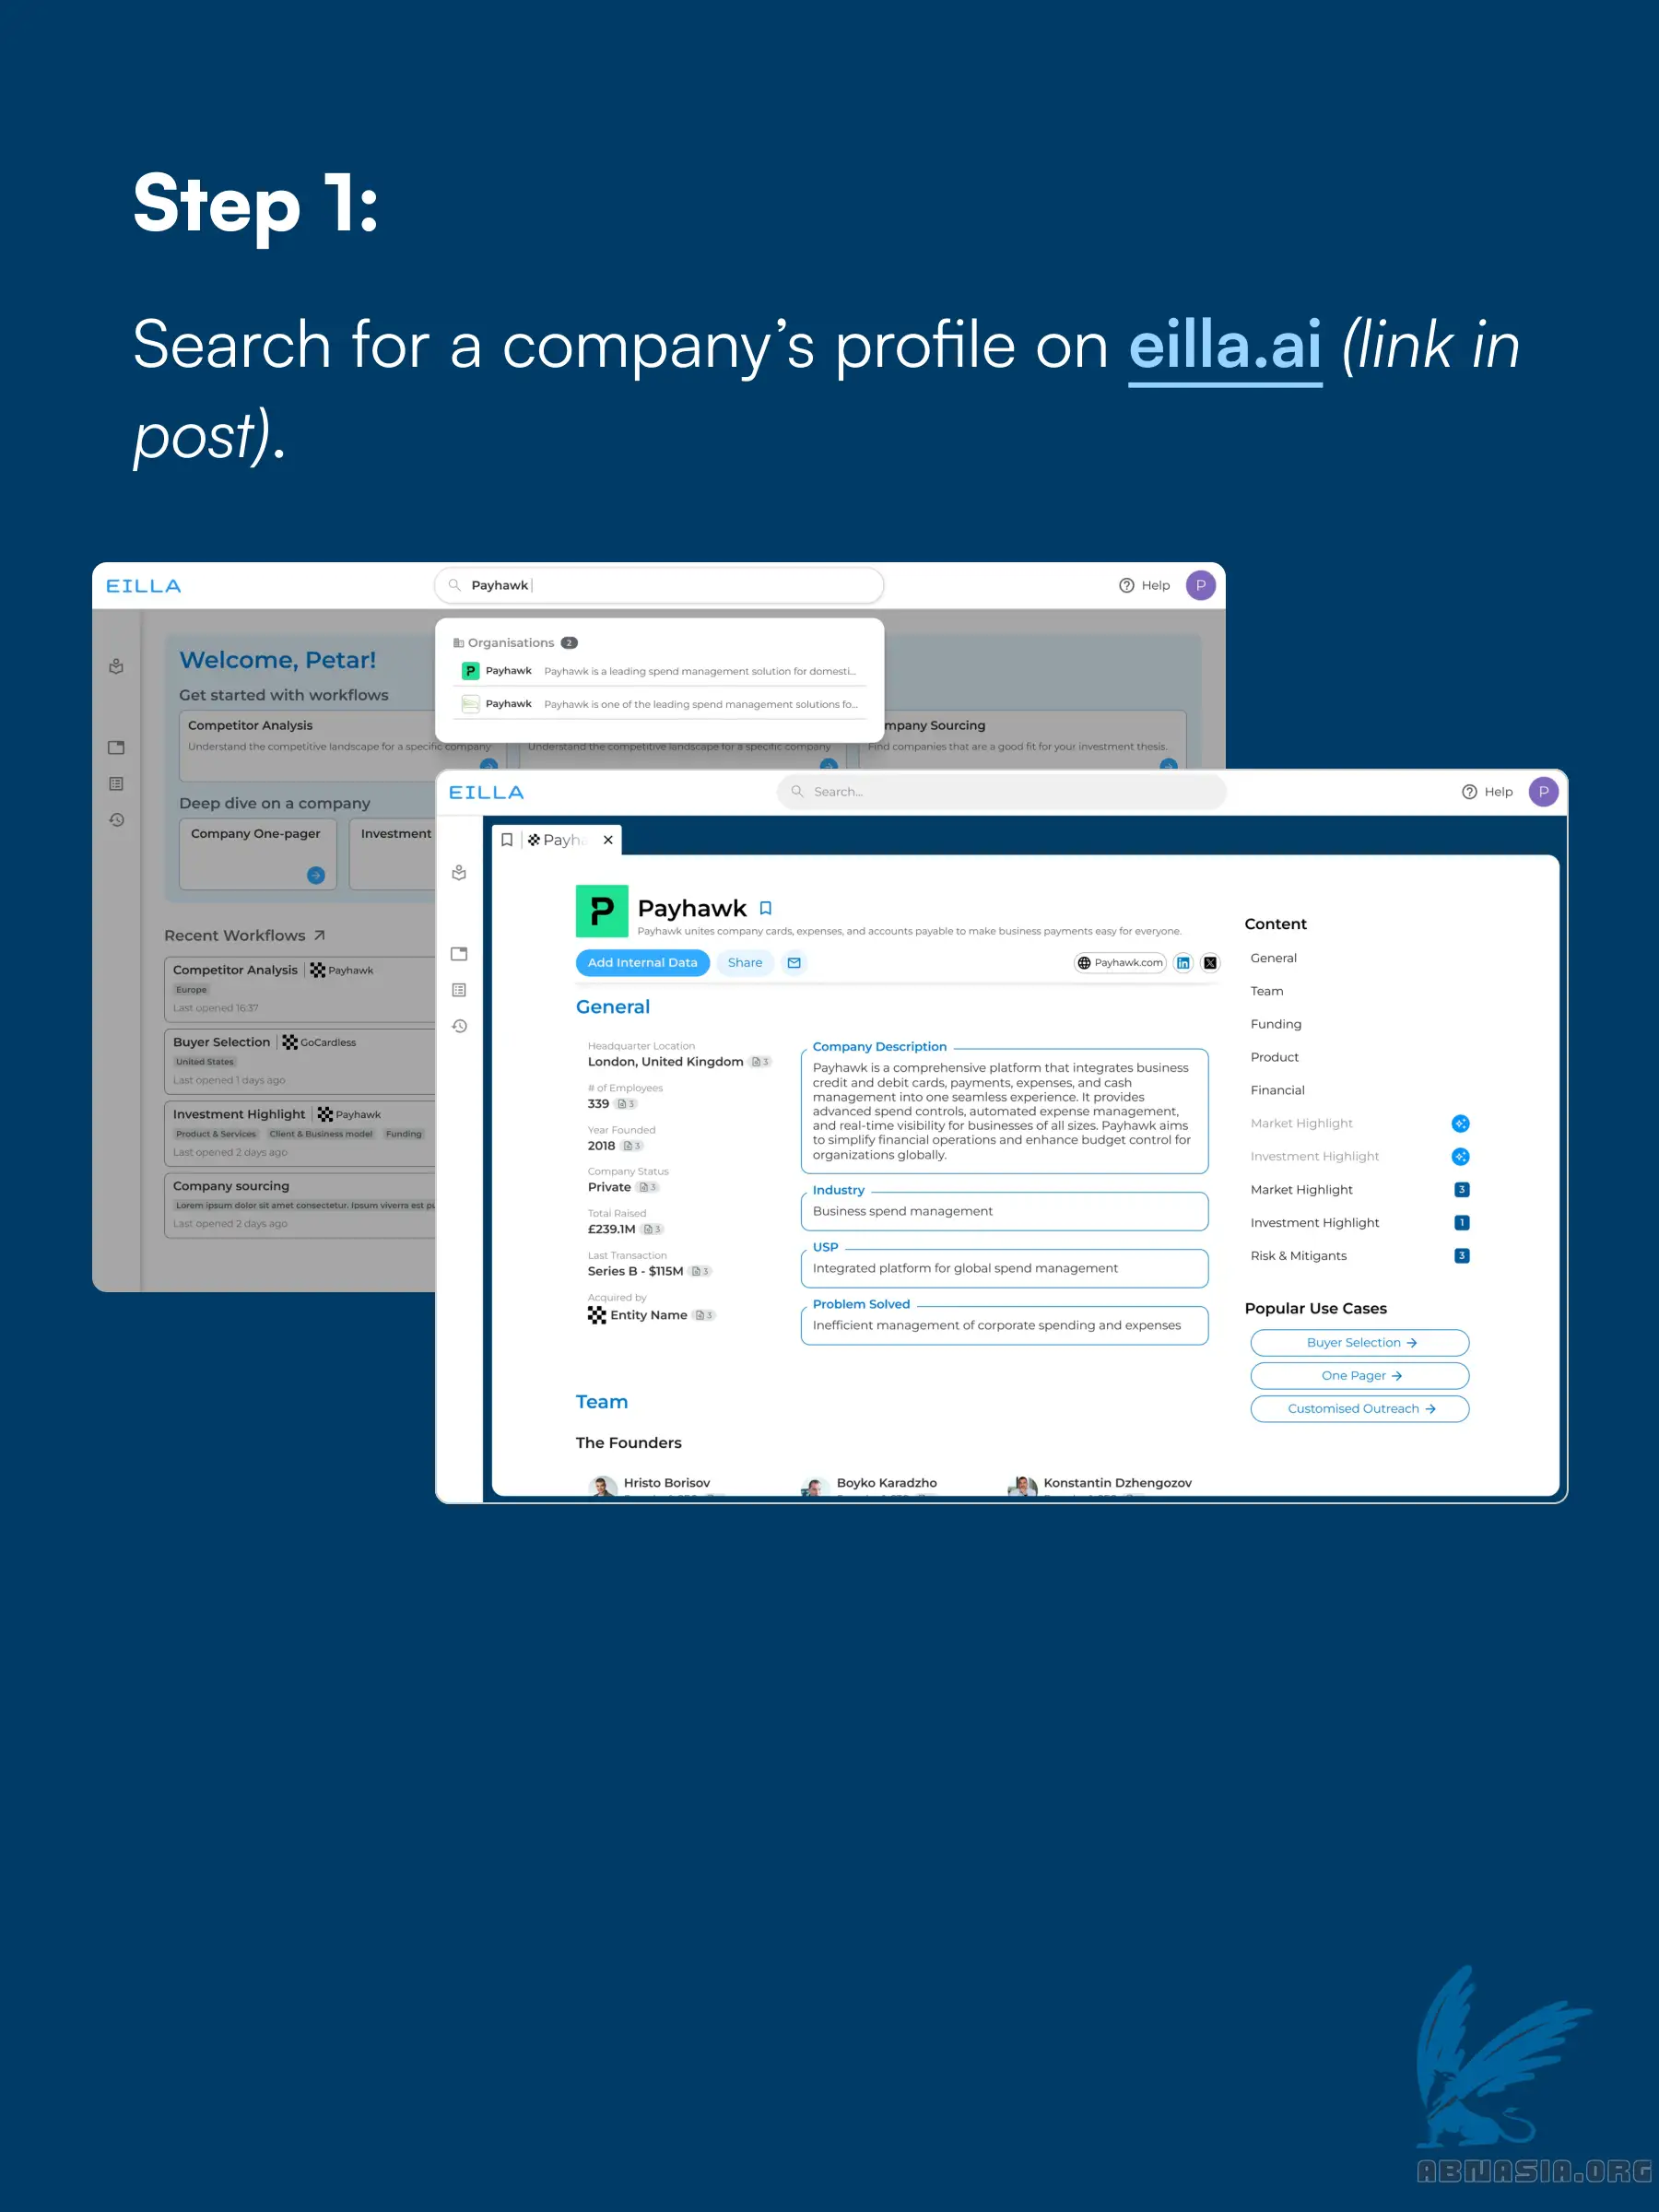 Step 1:
Search for a company's profile on eilla.ai (link in
post).
EILLA
Payhawk
Help
P
Organisations 2
Payhawk Payhawk is a leading spend management solution for domesti...
Payhawk Payhawk is one of the leading spend management solutions fo...
Welcome, Petar!
Get started with workflows
Competitor Analysis
Understand the competitive landscape for a specific company
Understand the competitive landscape for a specific company
mpany Sourcing
Find companies that are a good fit for your investment thesis.
Deep dive on a company
Company One-pager
Investment
Recent Workflows
Competitor Analysis | Payhawk
Europe
Last opened 16:37
Buyer Selection | GoCardless
United States
Last opened 1 days ago
Investment Highlight | Payhawk
Product & Services Client & Business model Funding
Last opened 2 days ago
Company sourcing
Lorem ipsum dolor sit amet consectetur. Ipsum viverra est pu
Last opened 2 days ago
EILLA
Search...
Help
P
Payha
Payhawk
Payhawk unites company cards, expenses, and accounts payable to make business payments easy for everyone.
Add Internal Data
Share
Payhawk.com
General
Headquarter Location
London, United Kingdom 3
# of Employees
339 3
Year Founded
2018 3
Company Status
Private 3
Total Raised
£239.1M 3
Last Transaction
Series B - $115M 3
Acquired by
Entity Name 3
Company Description
Payhawk is a comprehensive platform that integrates business
credit and debit cards, payments, expenses, and cash
management into one seamless experience. It provides
advanced spend controls, automated expense management,
and real-time visibility for businesses of all sizes. Payhawk aims
to simplify financial operations and enhance budget control for
organizations globally.
Industry
Business spend management
USP
Integrated platform for global spend management
Problem Solved
Inefficient management of corporate spending and expenses
Team
The Founders
Hristo Borisov
Boyko Karadzho
Konstantin Dzhengozov
Content
General
Team
Funding
Product
Financial
Market Highlight
Investment Highlight
Market Highlight 3
Investment Highlight 1
Risk & Mitigants 3
Popular Use Cases
Buyer Selection
One Pager
Customised Outreach
ABNASIA.ORG